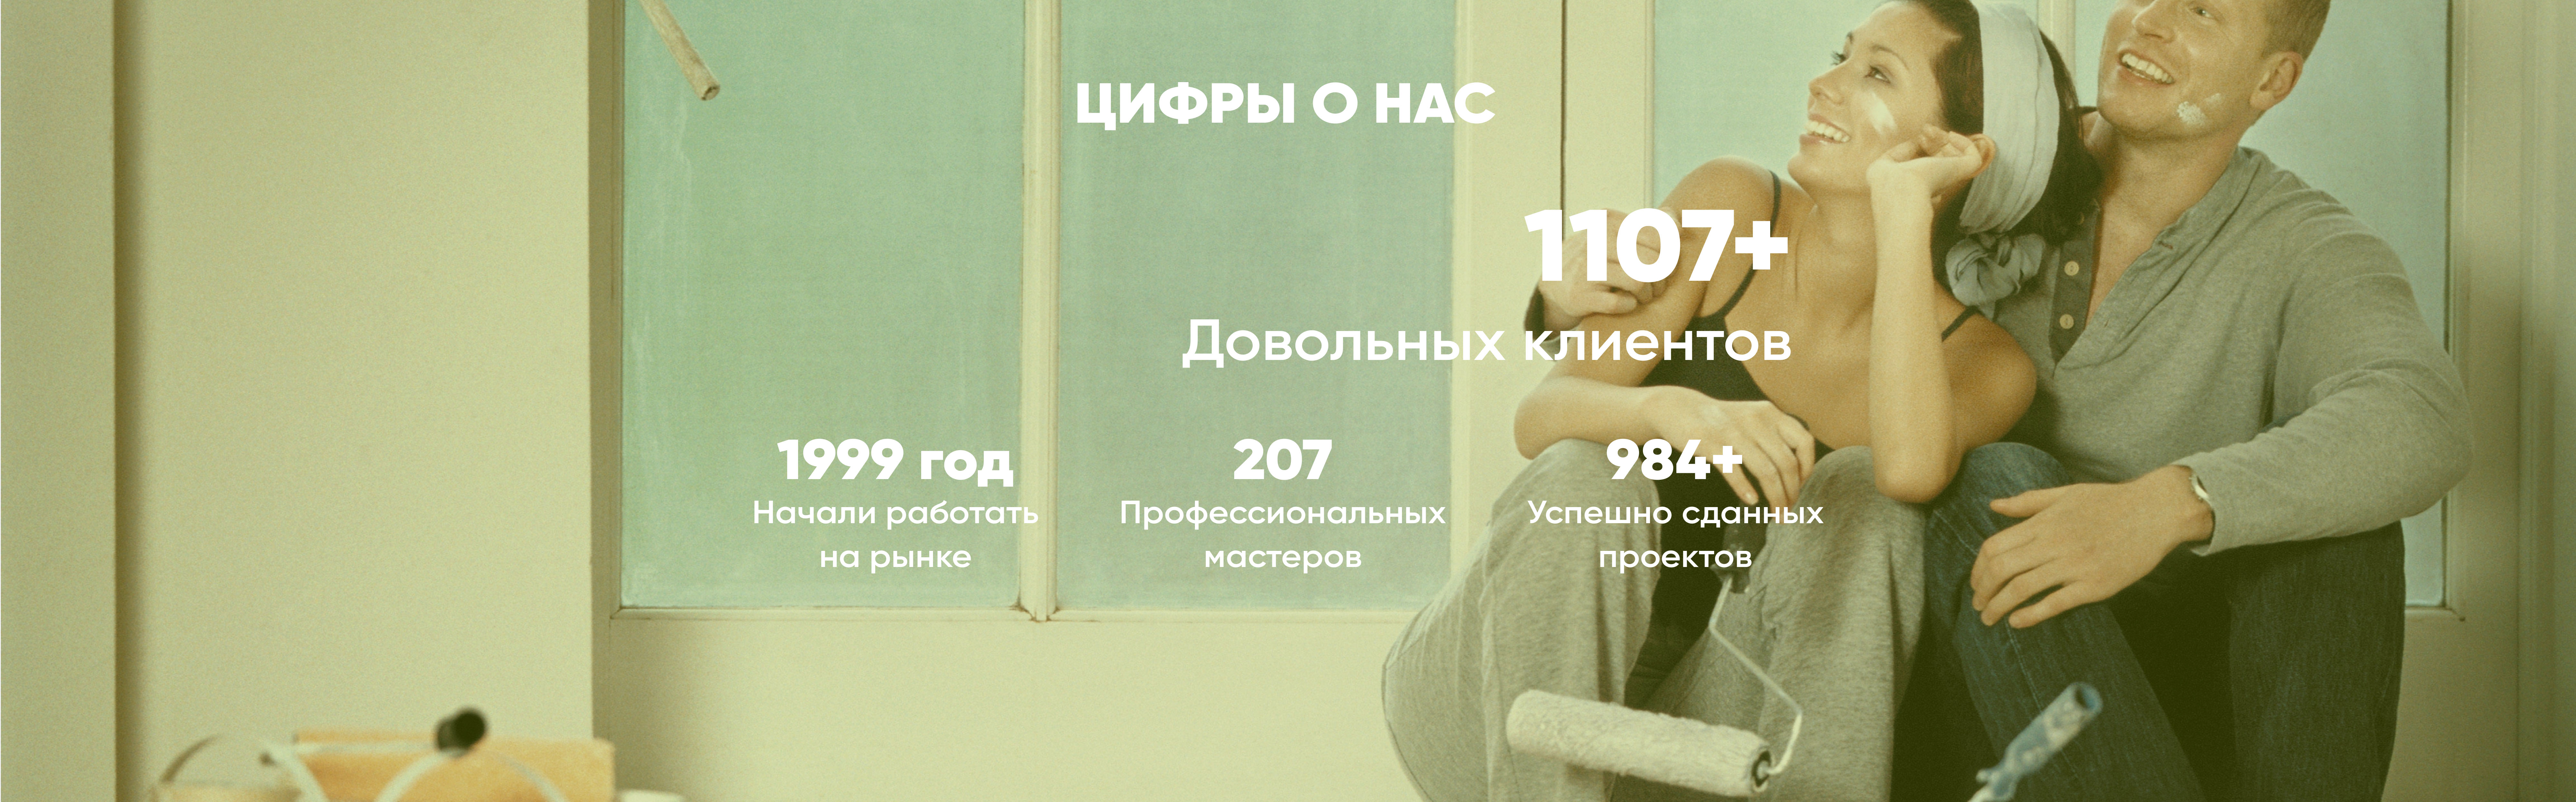 ЦИФРЫ О НАС
1107+
Довольных клиентов
1999 год
Начали работать
на рынке
207
Профессиональных
мастеров
984+
Успешно сданных
проектов